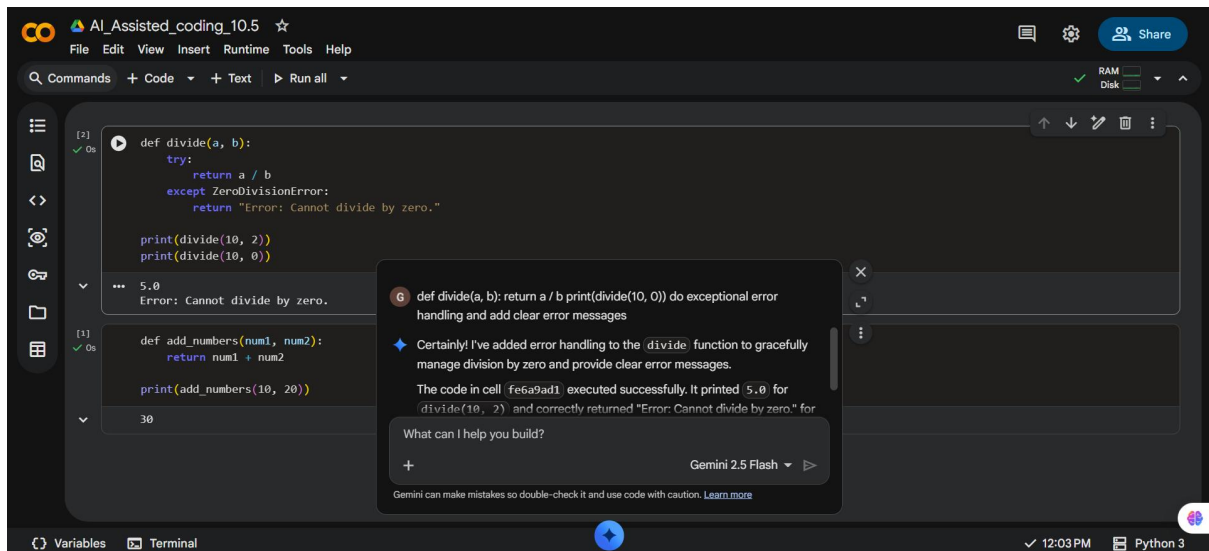 AI_Assisted_coding_10.5
File Edit View Insert Runtime Tools Help
Share
Commands + Code + Text Run all
RAM
Disk
[2]
0s
def divide(a, b):
try:
return a / b
except ZeroDivisionError:
return "Error: Cannot divide by zero."
print(divide(10, 2))
print(divide(10, 0))
5.0
Error: Cannot divide by zero.
[1]
0s
def add_numbers(num1, num2):
return num1 + num2
print(add_numbers(10, 20))
30
G
def divide(a, b): return a / b print(divide(10, 0)) do exceptional error
handling and add clear error messages
Certainly! I've added error handling to the divide function to gracefully
manage division by zero and provide clear error messages.
The code in cell fe6a9ad1 executed successfully. It printed 5.0 for
divide(10, 2) and correctly returned "Error: Cannot divide by zero." for
What can I help you build?
Gemini 2.5 Flash
Gemini can make mistakes so double-check it and use code with caution. Learn more
{} Variables Terminal
12:03 PM Python 3